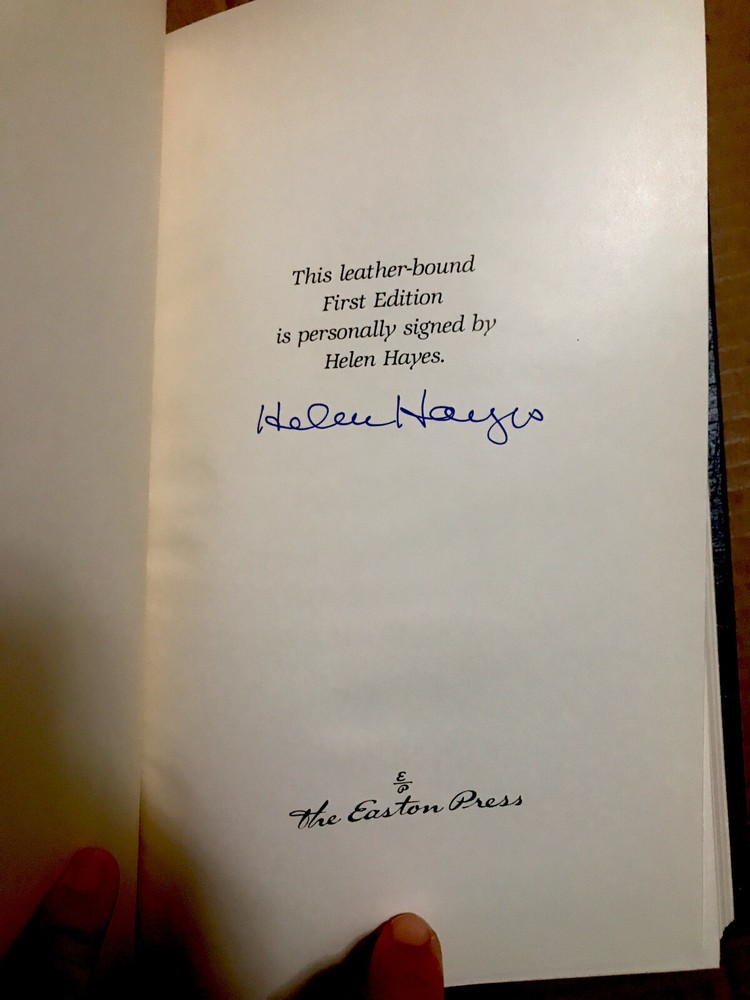 This leather-bound
First Edition
is personally signed by
Helen Hayes.
Helen Hayes
E
P
The Easton Press